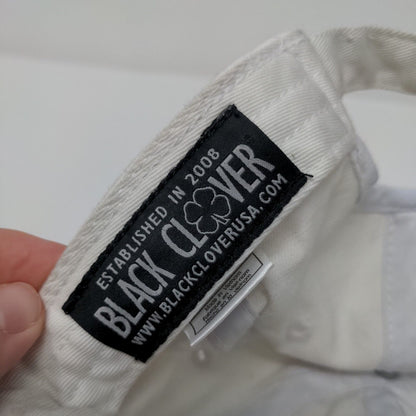 ESTABLISHED IN 2008
BLACK CLOVER
WWW.BLACKCLOVERUSA.COM